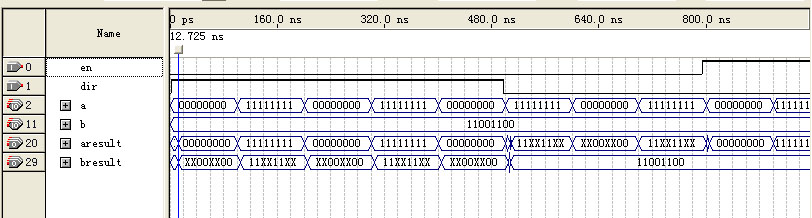 0 ps 160.0 ns 320.0 ns 480.0 ns 640.0 ns 800.0 ns
Name
12.725 ns
0 en
1 dir
2 a 00000000 11111111 00000000 11111111 00000000 11111111 00000000 11111111 00000000 11111
11 b 11001100
20 aresult 00000000 11111111 00000000 11111111 00000000 11XX11XX XX00XX00 11XX11XX 00000000 11111
29 bresult XX00XX00 11XX11XX XX00XX00 11XX11XX XX00XX00 11001100